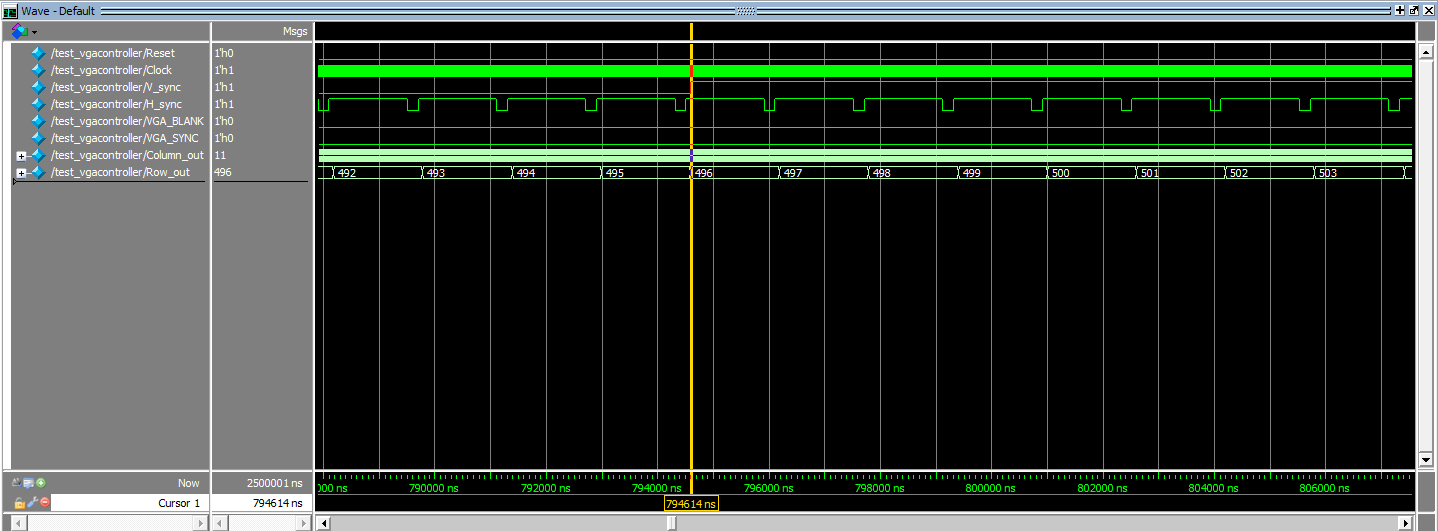 Wave - Default
Msgs
/test_vgacontroller/Reset 1'h0
/test_vgacontroller/Clock 1'h1
/test_vgacontroller/V_sync 1'h1
/test_vgacontroller/H_sync 1'h1
/test_vgacontroller/VGA_BLANK 1'h0
/test_vgacontroller/VGA_SYNC 1'h0
/test_vgacontroller/Column_out 11
/test_vgacontroller/Row_out 496 492 493 494 495 496 497 498 499 500 501 502 503
Now 2500001 ns 000 ns 790000 ns 792000 ns 794000 ns 796000 ns 798000 ns 800000 ns 802000 ns 804000 ns 806000 ns
Cursor 1 794614 ns 794614 ns